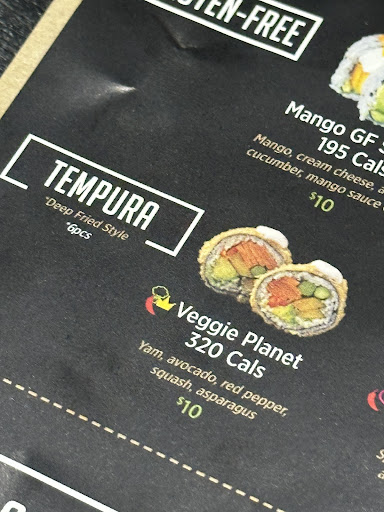 GLUTEN-FREE
Mango GF
195 Cals
Mango, cream cheese,
cucumber, mango sauce
$10
TEMPURA
*Deep Fried Style
*6pcs
Veggie Planet
320 Cals
Yam, avocado, red pepper,
squash, asparagus
$10